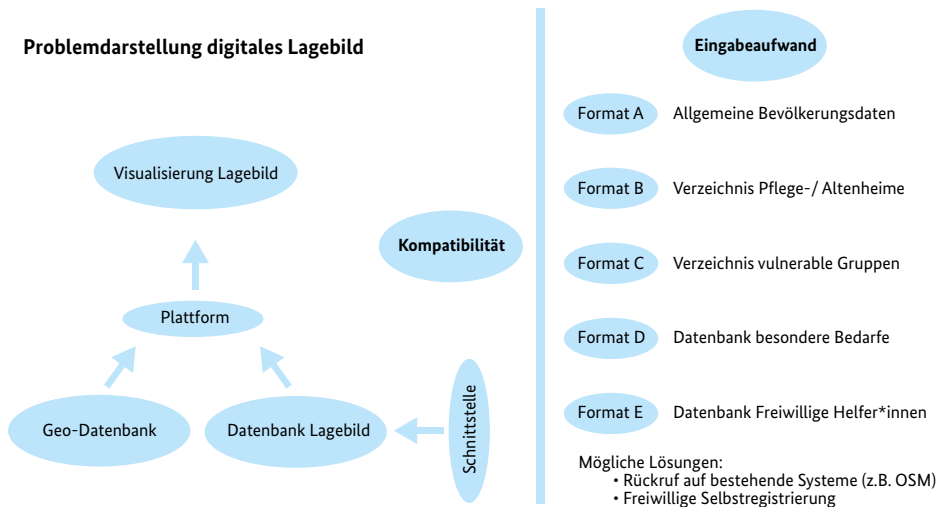 Problemdarstellung digitales Lagebild
Visualisierung Lagebild
Plattform
Geo-Datenbank
Datenbank Lagebild
Schnittstelle
Kompatibilität
Eingabeaufwand
Format A Allgemeine Bevölkerungsdaten
Format B Verzeichnis Pflege-/ Altenheime
Format C Verzeichnis vulnerable Gruppen
Format D Datenbank besondere Bedarfe
Format E Datenbank Freiwillige Helfer*innen
Mögliche Lösungen:
• Rückruf auf bestehende Systeme (z.B. OSM)
• Freiwillige Selbstregistrierung